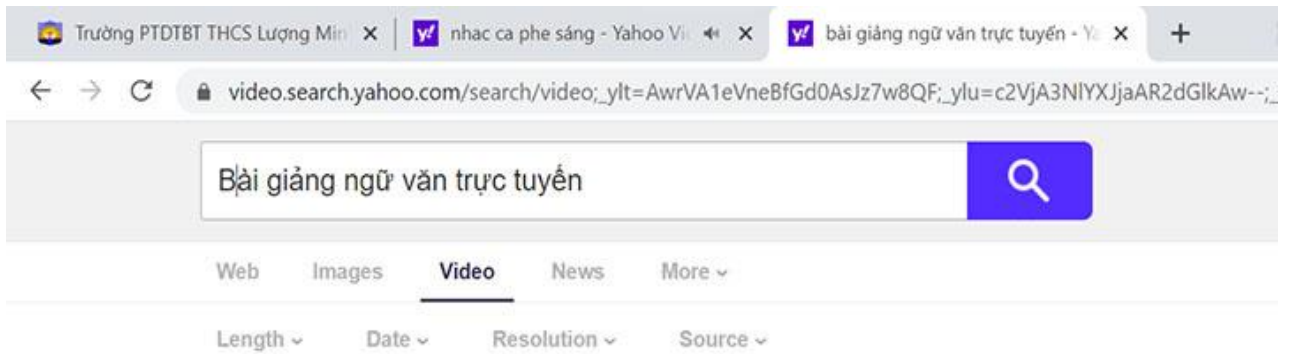 Trường PTDTBT THCS Lượng Min nhac ca phe sáng - Yahoo Vi bài giảng ngữ văn trực tuyến - Ya
video.search.yahoo.com/search/video;_ylt=AwrVA1eVneBfGd0AsJz7w8QF;_ylu=c2VjA3NlYXJjaAR2dGlkAw--;_
Bài giảng ngữ văn trực tuyến
Web Images Video News More
Length Date Resolution Source